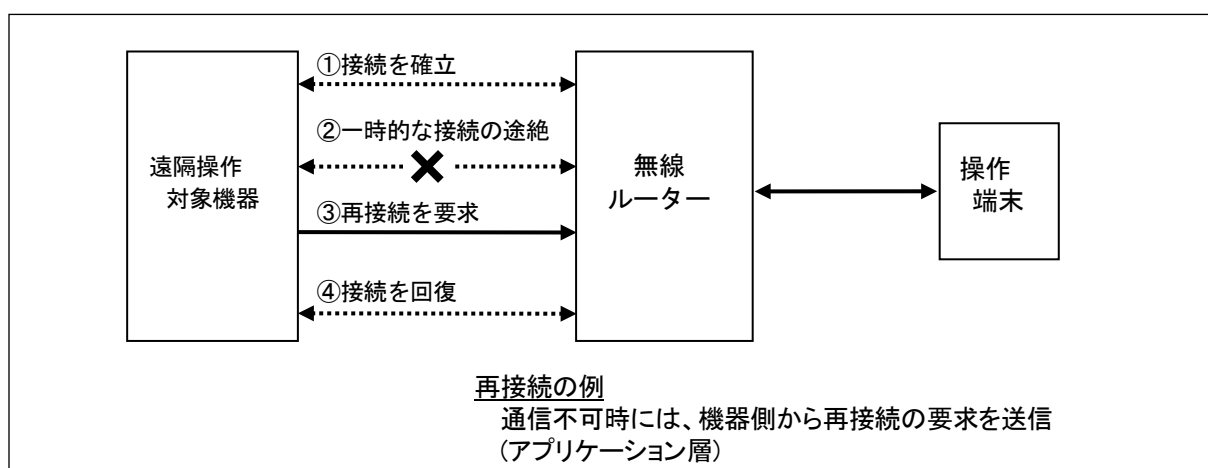 ①接続を確立
②一時的な接続の途絶
遠隔操作
対象機器
③再接続を要求
④接続を回復
無線
ルーター
操作
端末
再接続の例
通信不可時には、機器側から再接続の要求を送信
(アプリケーション層)